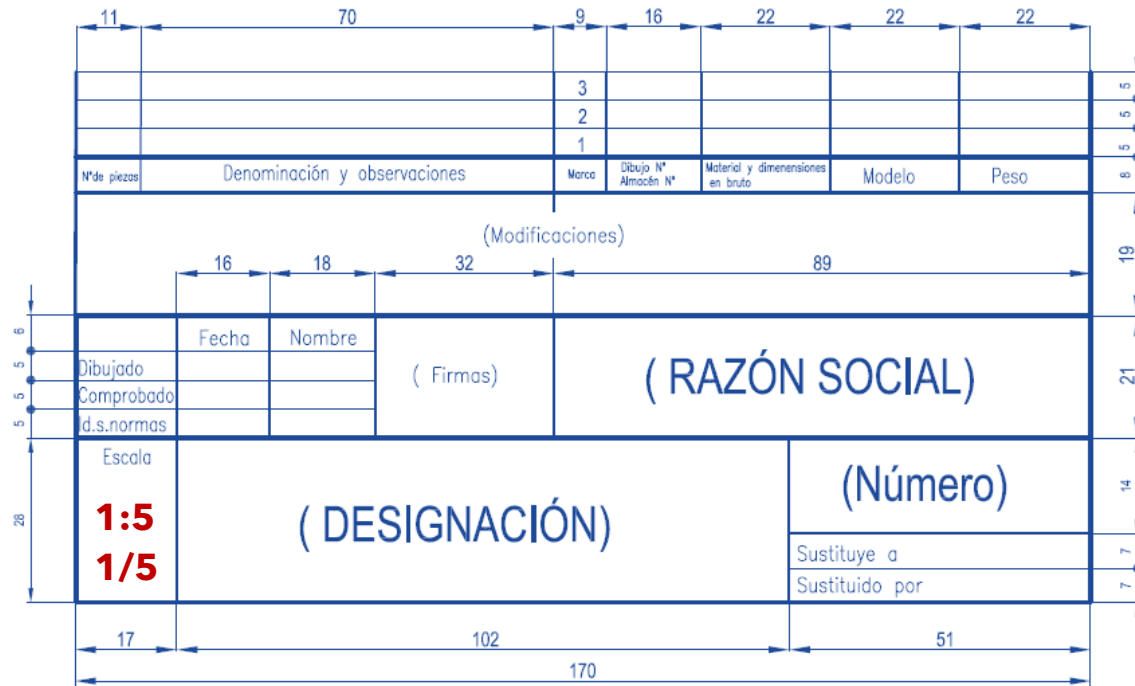 11 70 9 16 22 22 22
3 5
2 5
1 5
N°de piezas Denominación y observaciones Marca Dibujo N° Almacén N° Material y dimenensiones en bruto Modelo Peso 8
(Modificaciones)
19
16 18 32 89
6 Fecha Nombre
5 Dibujado
( Firmas)
( RAZÓN SOCIAL)
21
5 Comprobado
5 Id.s.normas
Escala
28
1:5
1/5
( DESIGNACIÓN)
(Número)
14
Sustituye a 7
Sustituido por 7
17 102 51
170